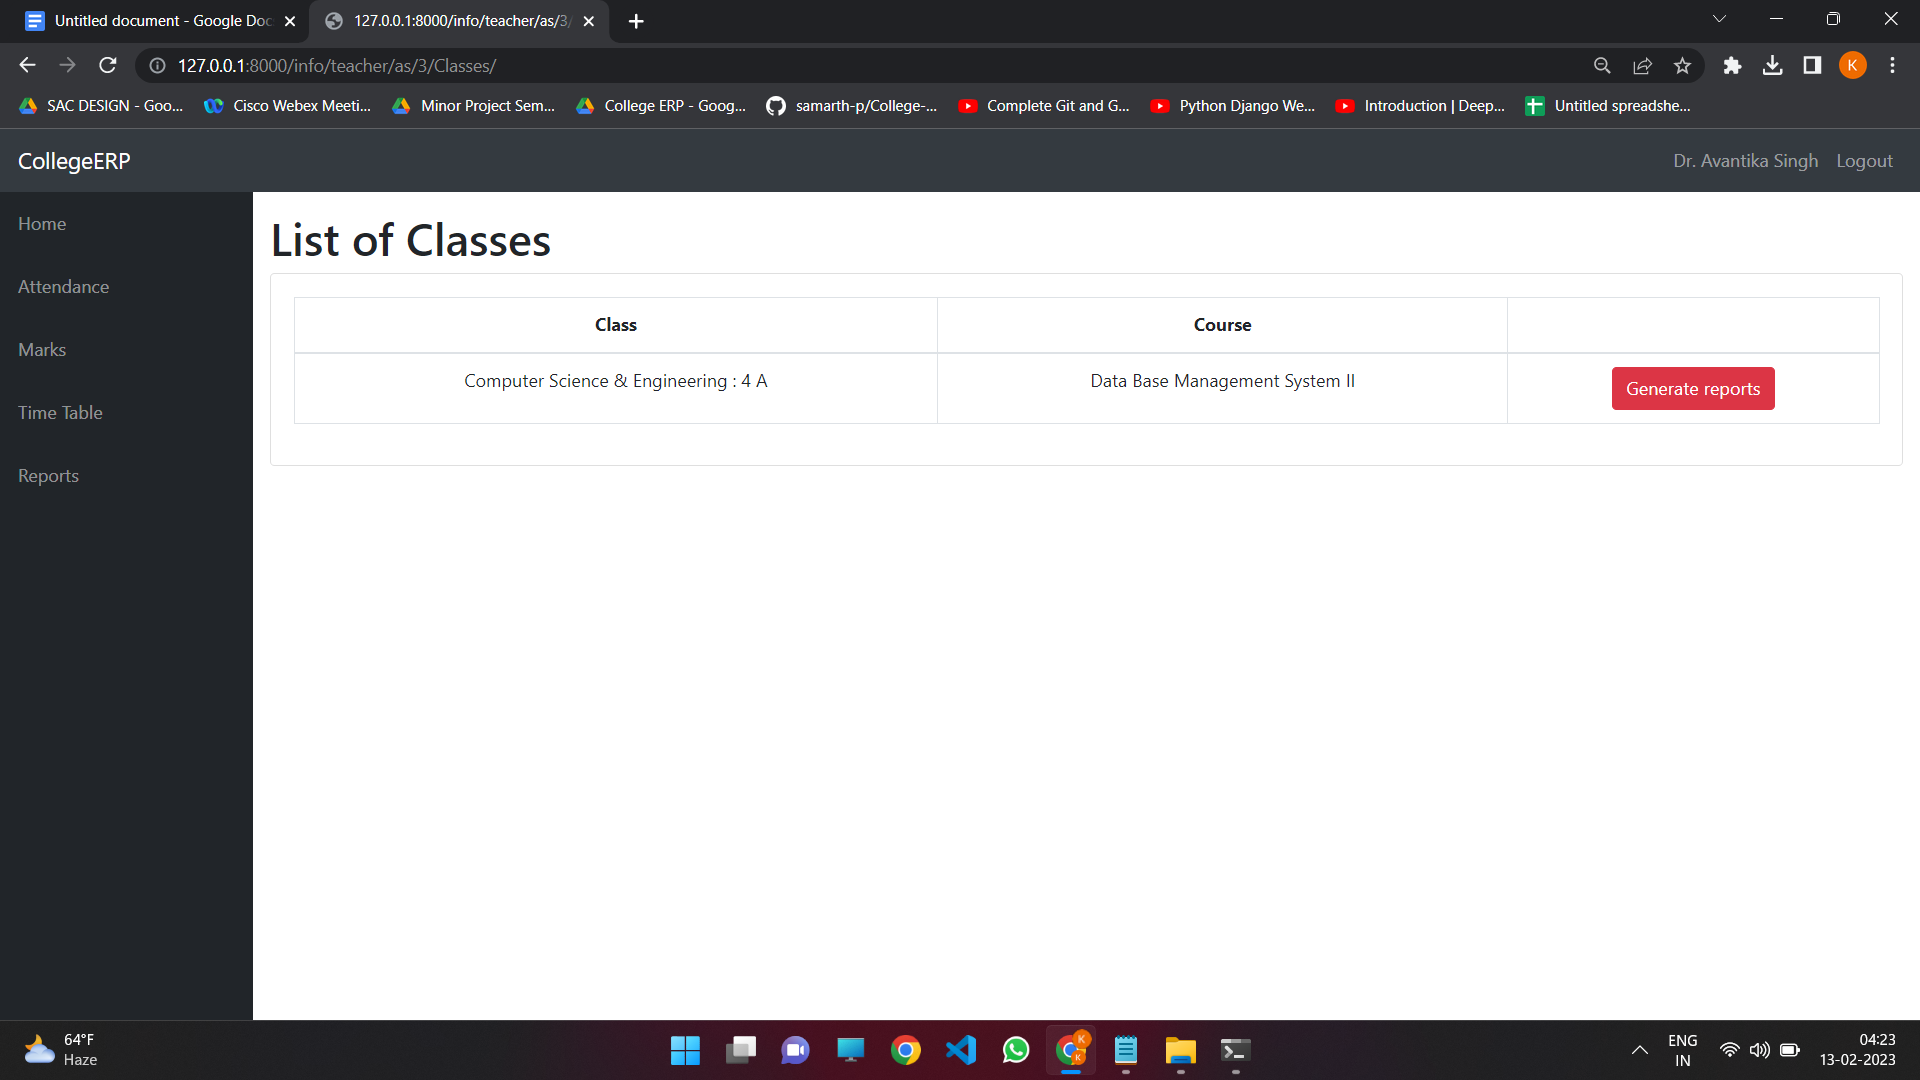 Untitled document - Google Doc
127.0.0.1:8000/info/teacher/as/3/
127.0.0.1:8000/info/teacher/as/3/Classes/
K
SAC DESIGN - Goo...
Cisco Webex Meeti...
Minor Project Sem...
College ERP - Goog...
samarth-p/College-...
Complete Git and G...
Python Django We...
Introduction | Deep...
Untitled spreadshe...
CollegeERP
Dr. Avantika Singh
Logout
Home
Attendance
Marks
Time Table
Reports
List of Classes
Class
Course
Computer Science & Engineering : 4 A
Data Base Management System II
Generate reports
64°F
Haze
K
K
ENG
IN
04:23
13-02-2023